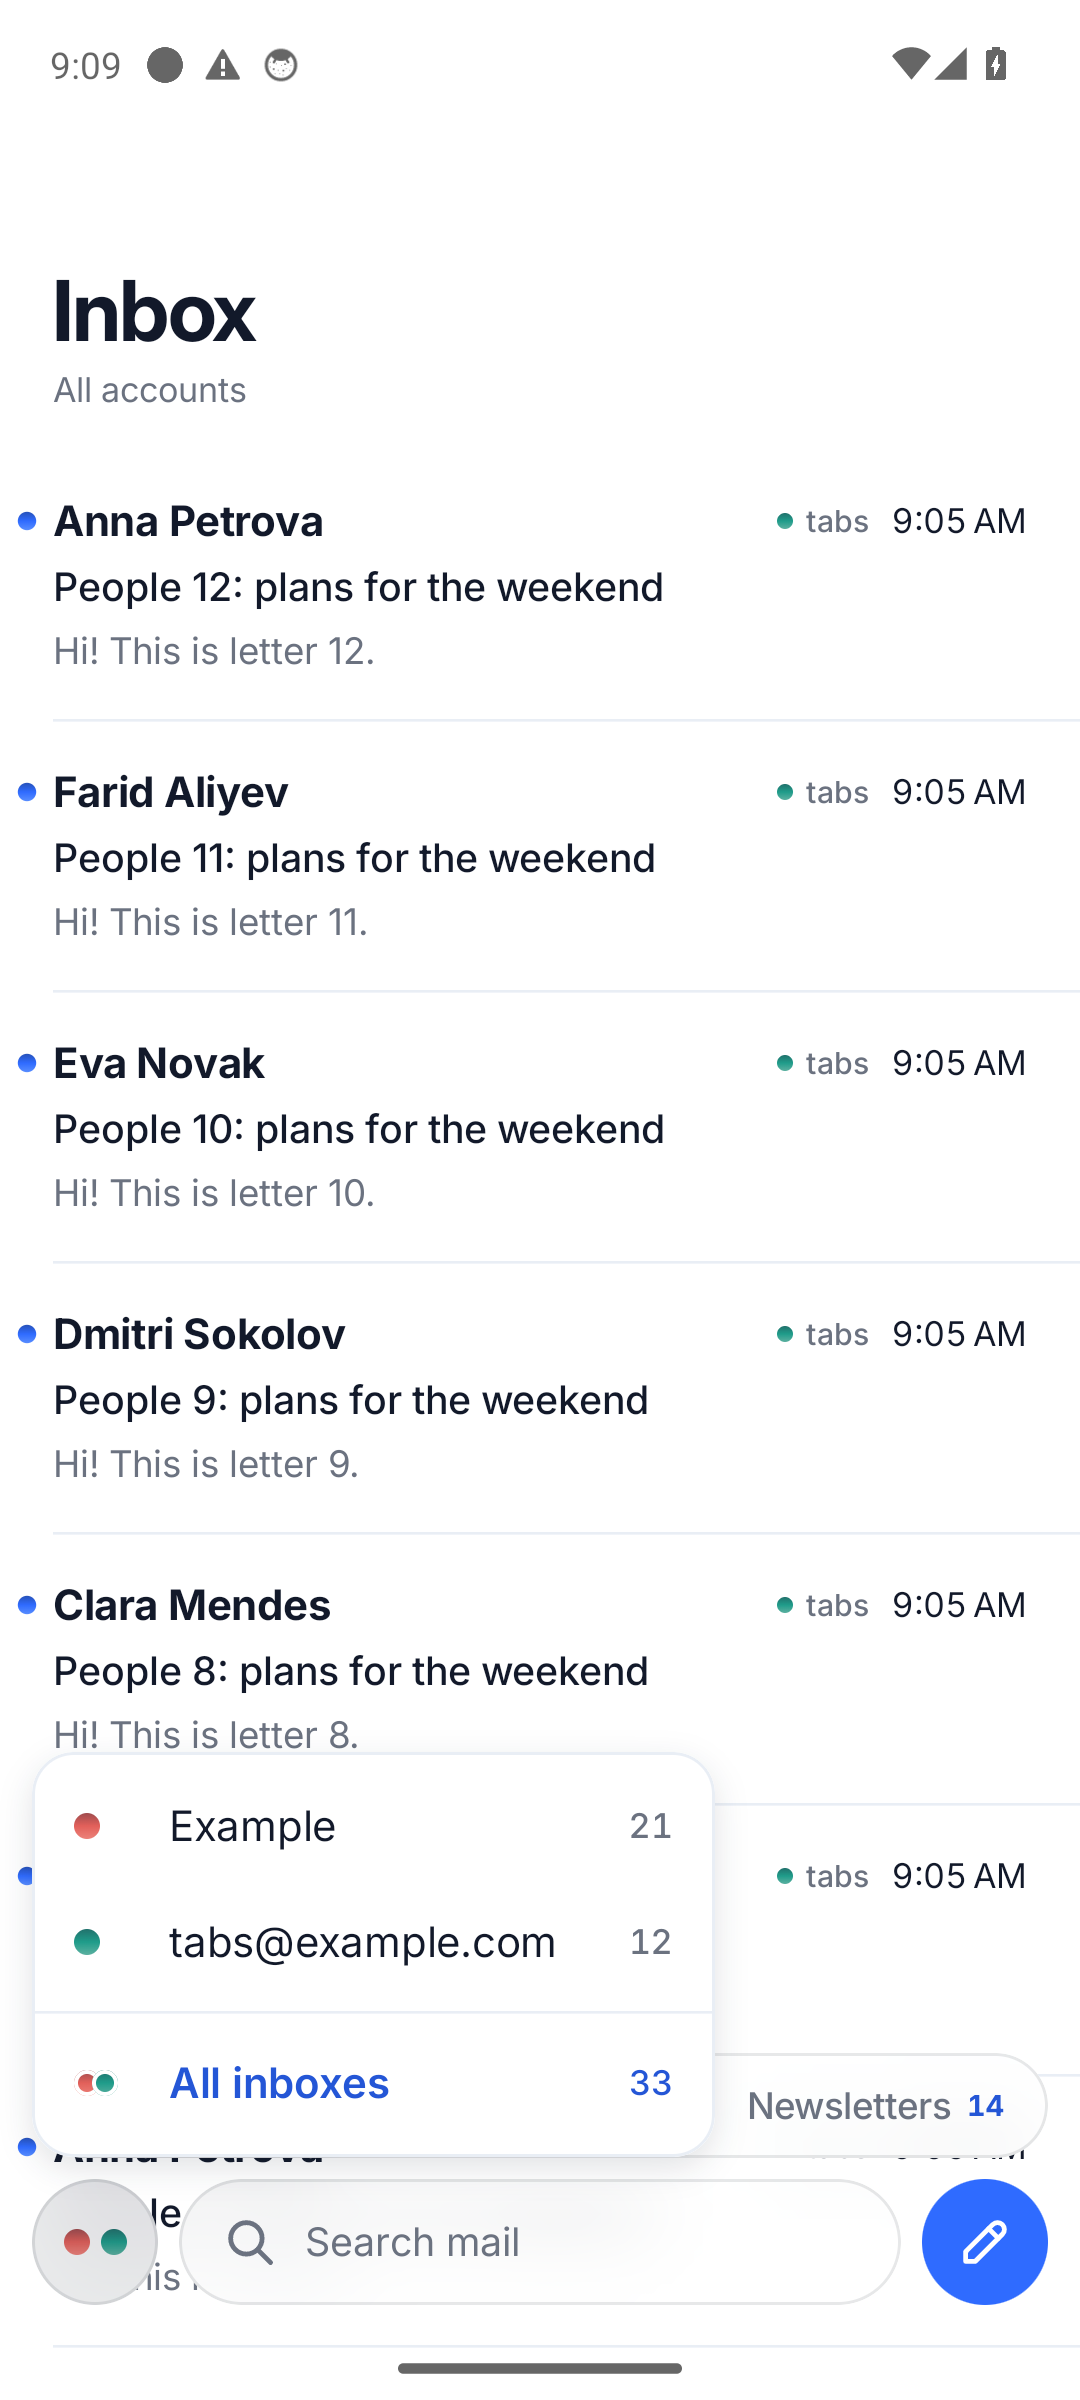 9:09
Inbox
All accounts
Anna Petrova tabs 9:05 AM
People 12: plans for the weekend
Hi! This is letter 12.
Farid Aliyev tabs 9:05 AM
People 11: plans for the weekend
Hi! This is letter 11.
Eva Novak tabs 9:05 AM
People 10: plans for the weekend
Hi! This is letter 10.
Dmitri Sokolov tabs 9:05 AM
People 9: plans for the weekend
Hi! This is letter 9.
Clara Mendes tabs 9:05 AM
People 8: plans for the weekend
Hi! This is letter 8.
Example 21
tabs 9:05 AM
tabs@example.com 12
All inboxes 33
Newsletters 14
Anna Petrova
Search mail